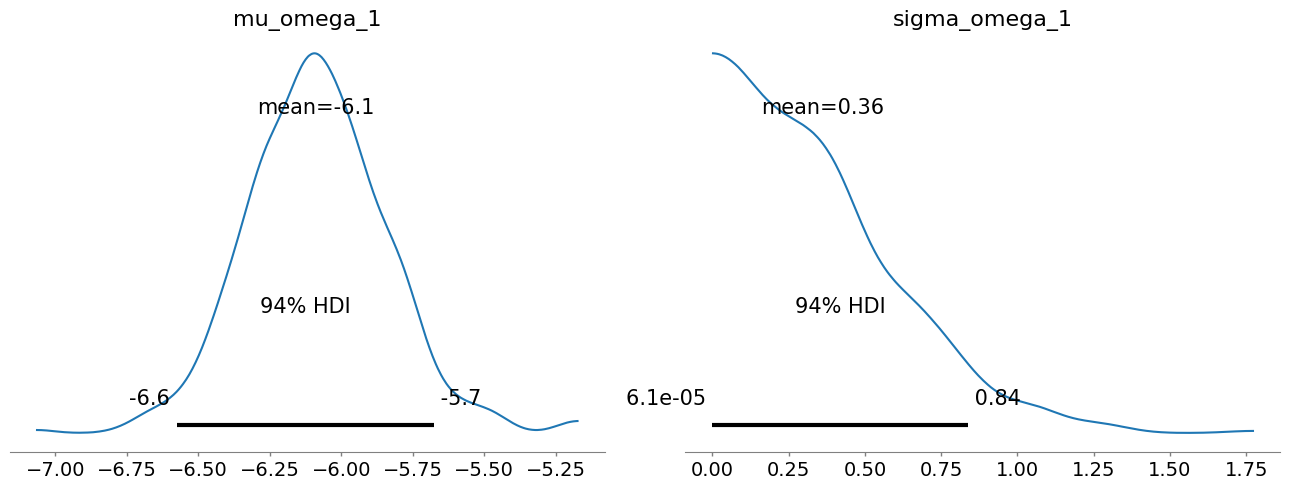 mu_omega_1
mean=-6.1
94% HDI
-6.6
-5.7
−7.00 −6.75 −6.50 −6.25 −6.00 −5.75 −5.50 −5.25
sigma_omega_1
mean=0.36
94% HDI
6.1e-05
0.84
0.00 0.25 0.50 0.75 1.00 1.25 1.50 1.75